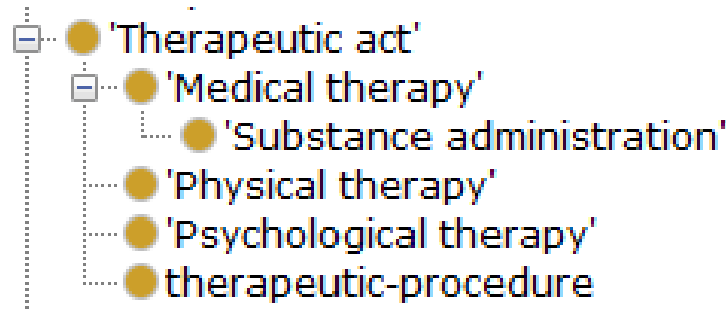 'Therapeutic act'
'Medical therapy'
'Substance administration'
'Physical therapy'
'Psychological therapy'
therapeutic-procedure